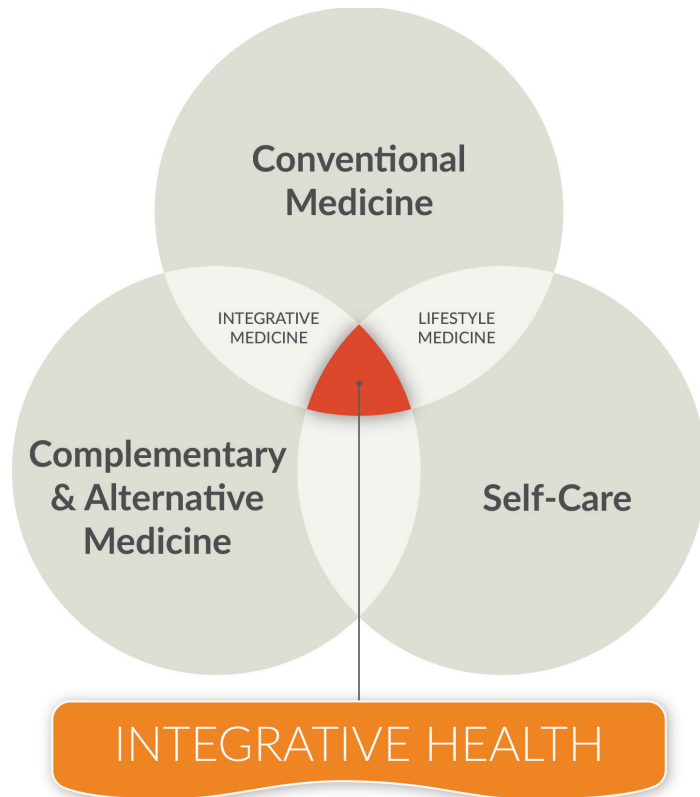 Conventional
Medicine
INTEGRATIVE
MEDICINE
LIFESTYLE
MEDICINE
Complementary
& Alternative
Medicine
Self-Care
INTEGRATIVE HEALTH